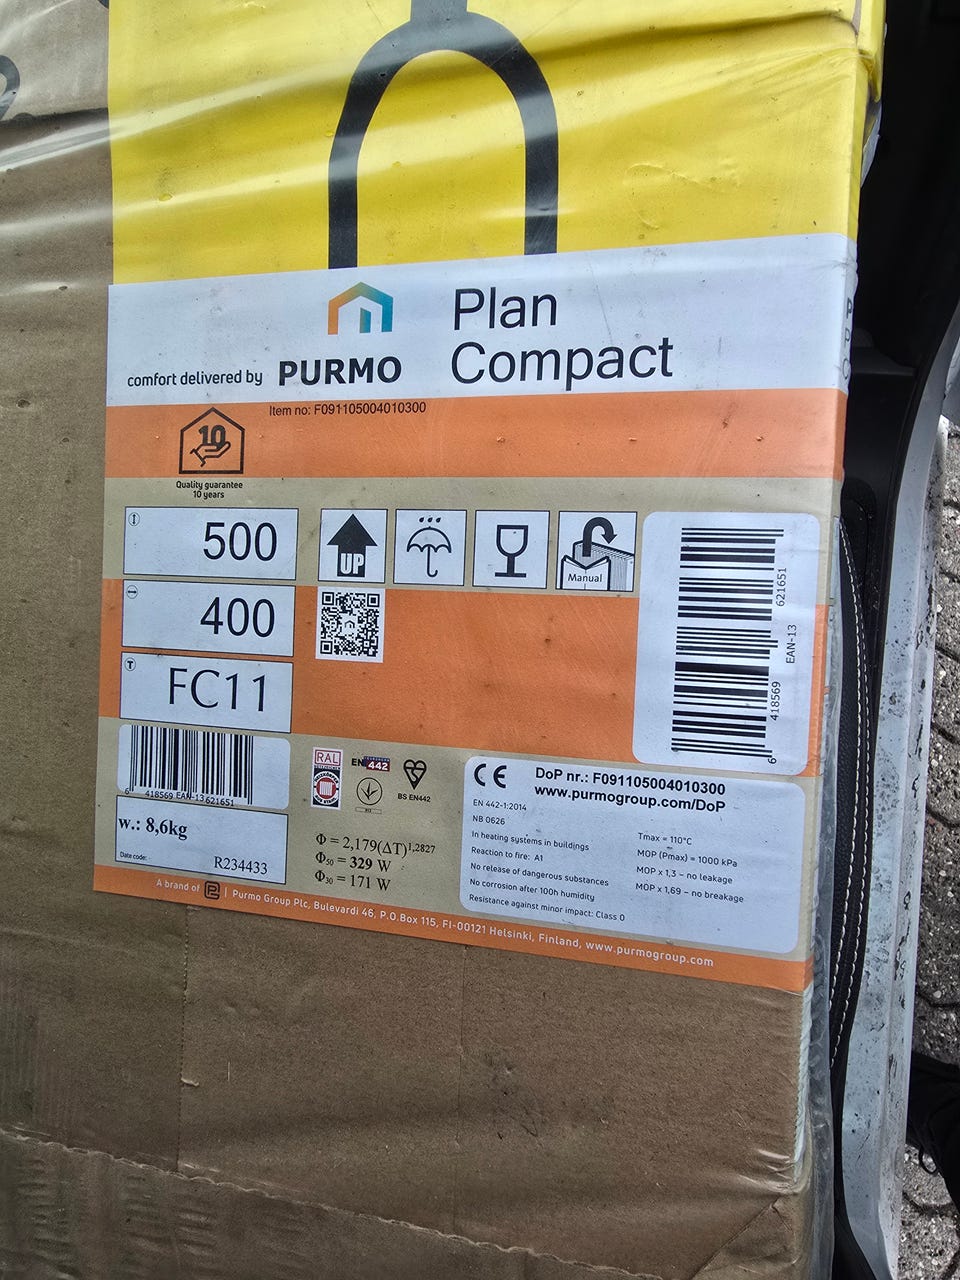 Plan
Compact
comfort delivered by PURMO
Item no: F091105004010300
10
Quality guarantee
10 years
500
400
T
FC11
UP
Manual
6 418569 621651
EAN-13
6 418569 EAN-13 621651
w.: 8,6kg
Date code:
R234433
RAL
EN 442
BS EN442
Φ = 2,179(ΔT)1,2827
Φ50 = 329 W
Φ30 = 171 W
CE
DoP nr.: F091105004010300
www.purmogroup.com/DoP
EN 442-1:2014
NB 0626
In heating systems in buildings
Reaction to fire: A1
No release of dangerous substances
No corrosion after 100h humidity
Resistance against minor impact: Class 0
Tmax = 110°C
MOP (Pmax) = 1000 kPa
MOP x 1,3 – no leakage
MOP x 1,69 – no breakage
A brand of | Purmo Group Plc, Bulevardi 46, P.O.Box 115, FI-00121 Helsinki, Finland, www.purmogroup.com